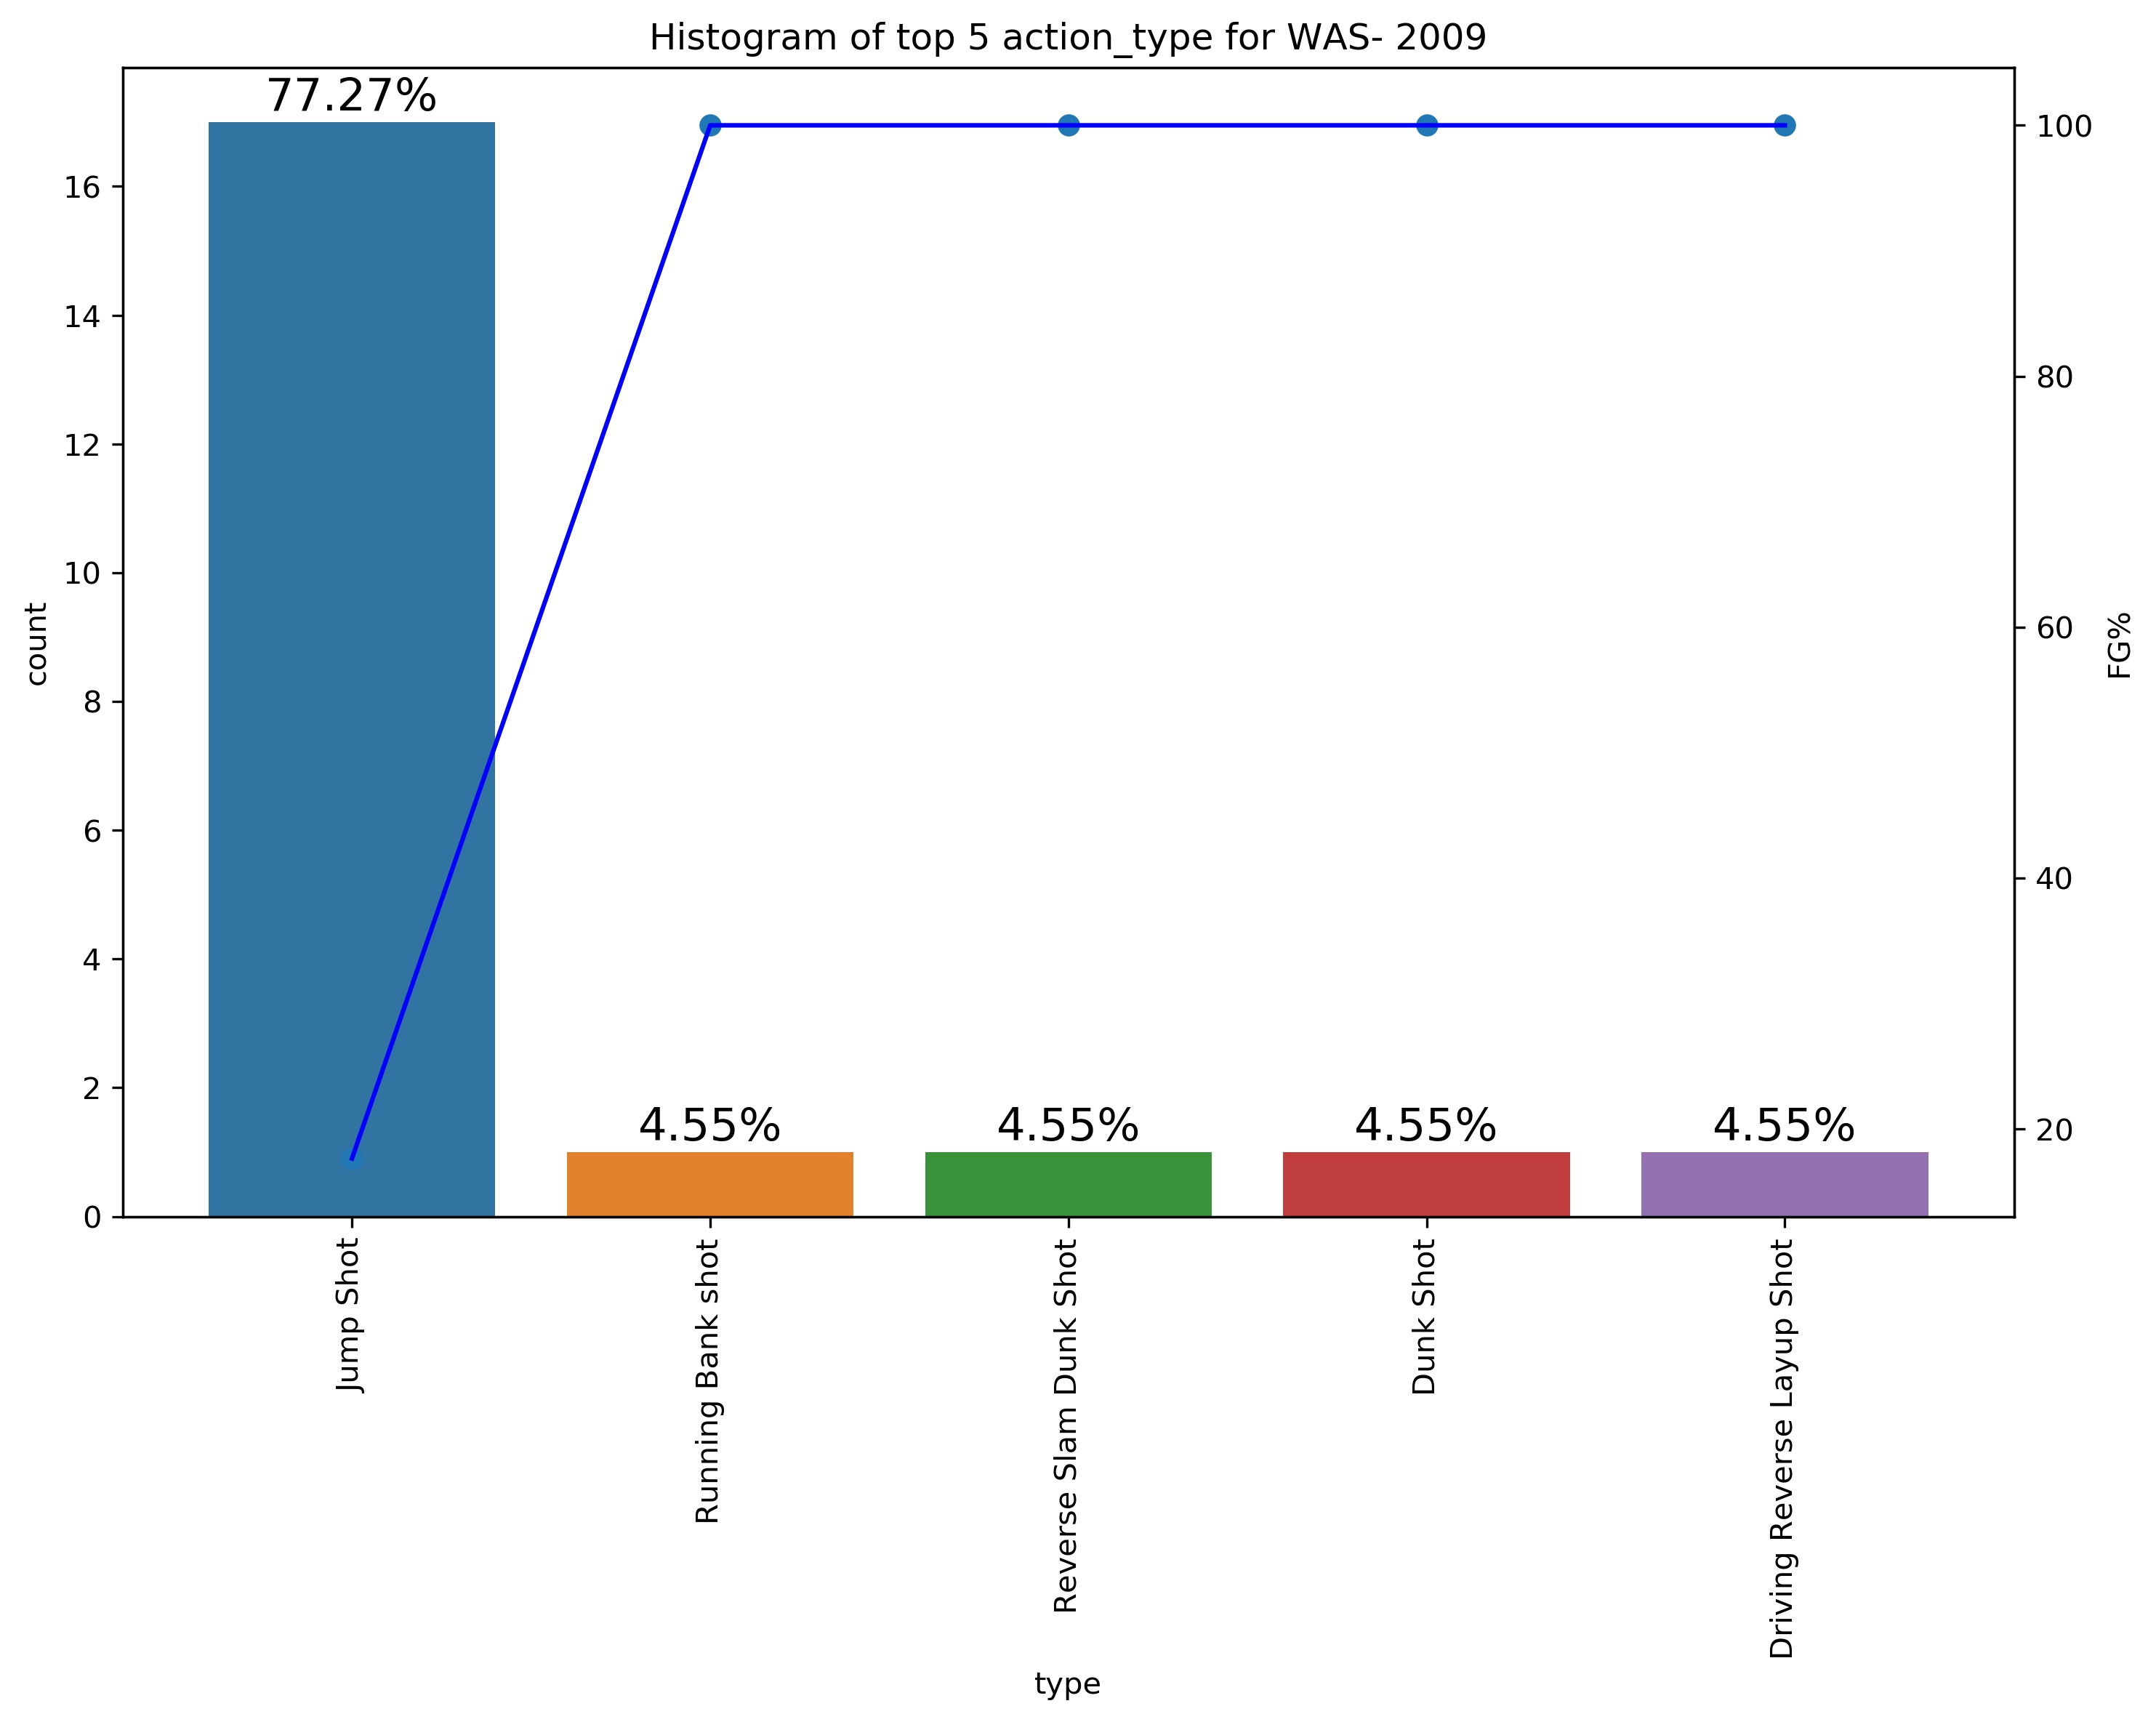 Histogram of top 5 action_type for WAS- 2009
77.27%
4.55%
4.55%
4.55%
4.55%
16
14
12
10
8
6
4
2
0
count
100
80
60
40
20
FG%
Jump Shot
Running Bank shot
Reverse Slam Dunk Shot
Dunk Shot
Driving Reverse Layup Shot
type